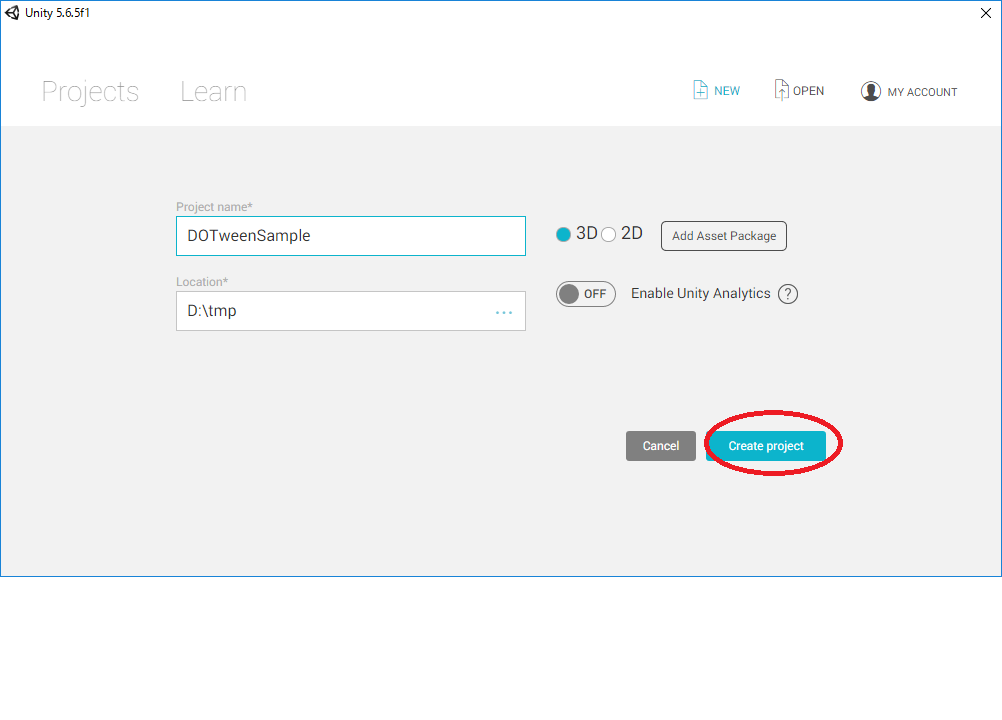 Unity 5.6.5f1
Projects Learn NEW OPEN MY ACCOUNT
Project name*
DOTweenSample 3D 2D Add Asset Package
Location*
D:\tmp ... OFF Enable Unity Analytics ?
Cancel Create project